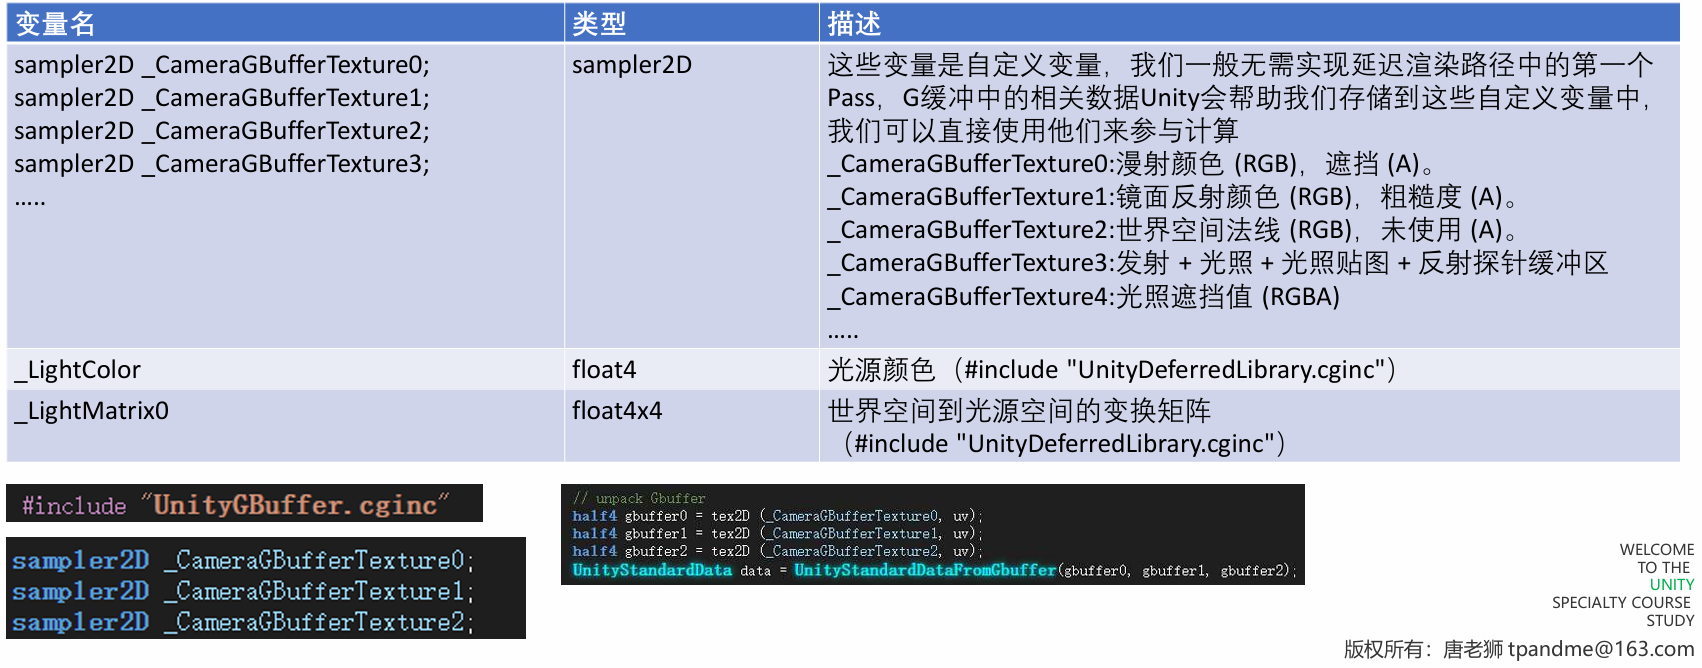 变量名
类型
描述
sampler2D _CameraGBufferTexture0;
sampler2D _CameraGBufferTexture1;
sampler2D _CameraGBufferTexture2;
sampler2D _CameraGBufferTexture3;
.....
sampler2D
这些变量是自定义变量，我们一般无需实现延迟渲染路径中的第一个
Pass，G缓冲中的相关数据Unity会帮助我们存储到这些自定义变量中，
我们可以直接使用他们来参与计算
_CameraGBufferTexture0:漫射颜色 (RGB)，遮挡 (A)。
_CameraGBufferTexture1:镜面反射颜色 (RGB)，粗糙度 (A)。
_CameraGBufferTexture2:世界空间法线 (RGB)，未使用 (A)。
_CameraGBufferTexture3:发射 + 光照 + 光照贴图 + 反射探针缓冲区
_CameraGBufferTexture4:光照遮挡值 (RGBA)
.....
_LightColor
float4
光源颜色（#include "UnityDeferredLibrary.cginc"）
_LightMatrix0
float4x4
世界空间到光源空间的变换矩阵
（#include "UnityDeferredLibrary.cginc"）
#include "UnityGBuffer.cginc"
sampler2D _CameraGBufferTexture0;
sampler2D _CameraGBufferTexture1;
sampler2D _CameraGBufferTexture2;
// unpack Gbuffer
half4 gbuffer0 = tex2D (_CameraGBufferTexture0, uv);
half4 gbuffer1 = tex2D (_CameraGBufferTexture1, uv);
half4 gbuffer2 = tex2D (_CameraGBufferTexture2, uv);
UnityStandardData data = UnityStandardDataFromGbuffer(gbuffer0, gbuffer1, gbuffer2);
WELCOME
TO THE
UNITY
SPECIALTY COURSE
STUDY
版权所有：唐老狮 tpandme@163.com